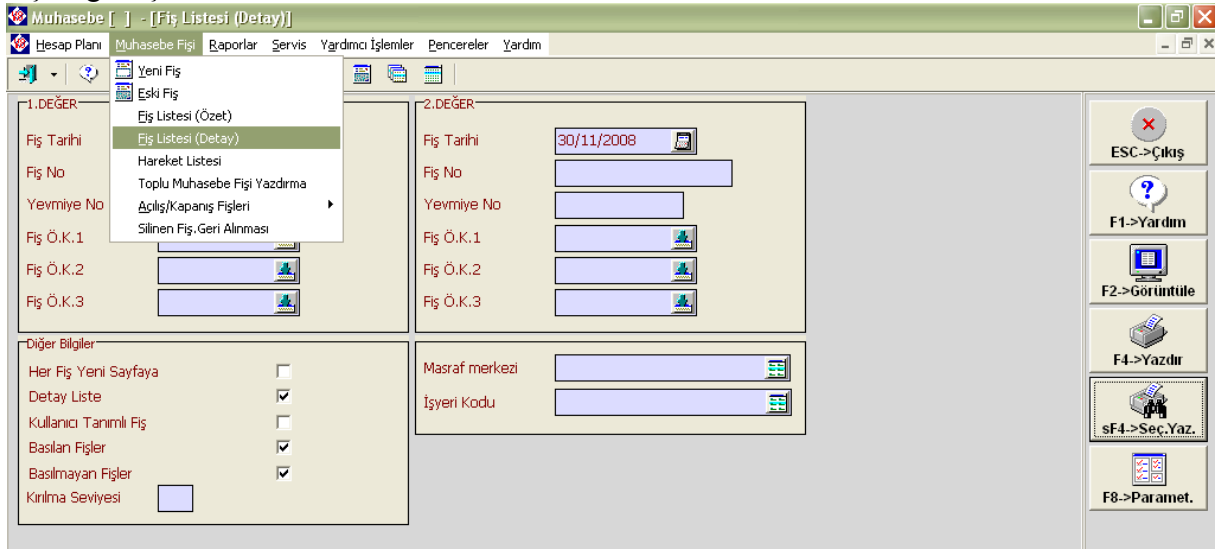 Muhasebe [ ] - [Fiş Listesi (Detay)]
Hesap Planı Muhasebe Fişi Raporlar Servis Yardımcı İşlemler Pencereler Yardım
Yeni Fiş
Eski Fiş
Fiş Listesi (Özet)
Fiş Listesi (Detay)
Hareket Listesi
Toplu Muhasebe Fişi Yazdırma
Açılış/Kapanış Fişleri
Silinen Fiş.Geri Alınması
1.DEĞER
Fiş Tarihi
Fiş No
Yevmiye No
Fiş Ö.K.1
Fiş Ö.K.2
Fiş Ö.K.3
2.DEĞER
Fiş Tarihi 30/11/2008
Fiş No
Yevmiye No
Fiş Ö.K.1
Fiş Ö.K.2
Fiş Ö.K.3
Diğer Bilgiler
Her Fiş Yeni Sayfaya
Detay Liste
Kullanıcı Tanımlı Fiş
Basılan Fişler
Basılmayan Fişler
Kırılma Seviyesi
Masraf merkezi
İşyeri Kodu
ESC->Çıkış
F1->Yardım
F2->Görüntüle
F4->Yazdır
sF4->Seç.Yaz.
F8->Paramet.